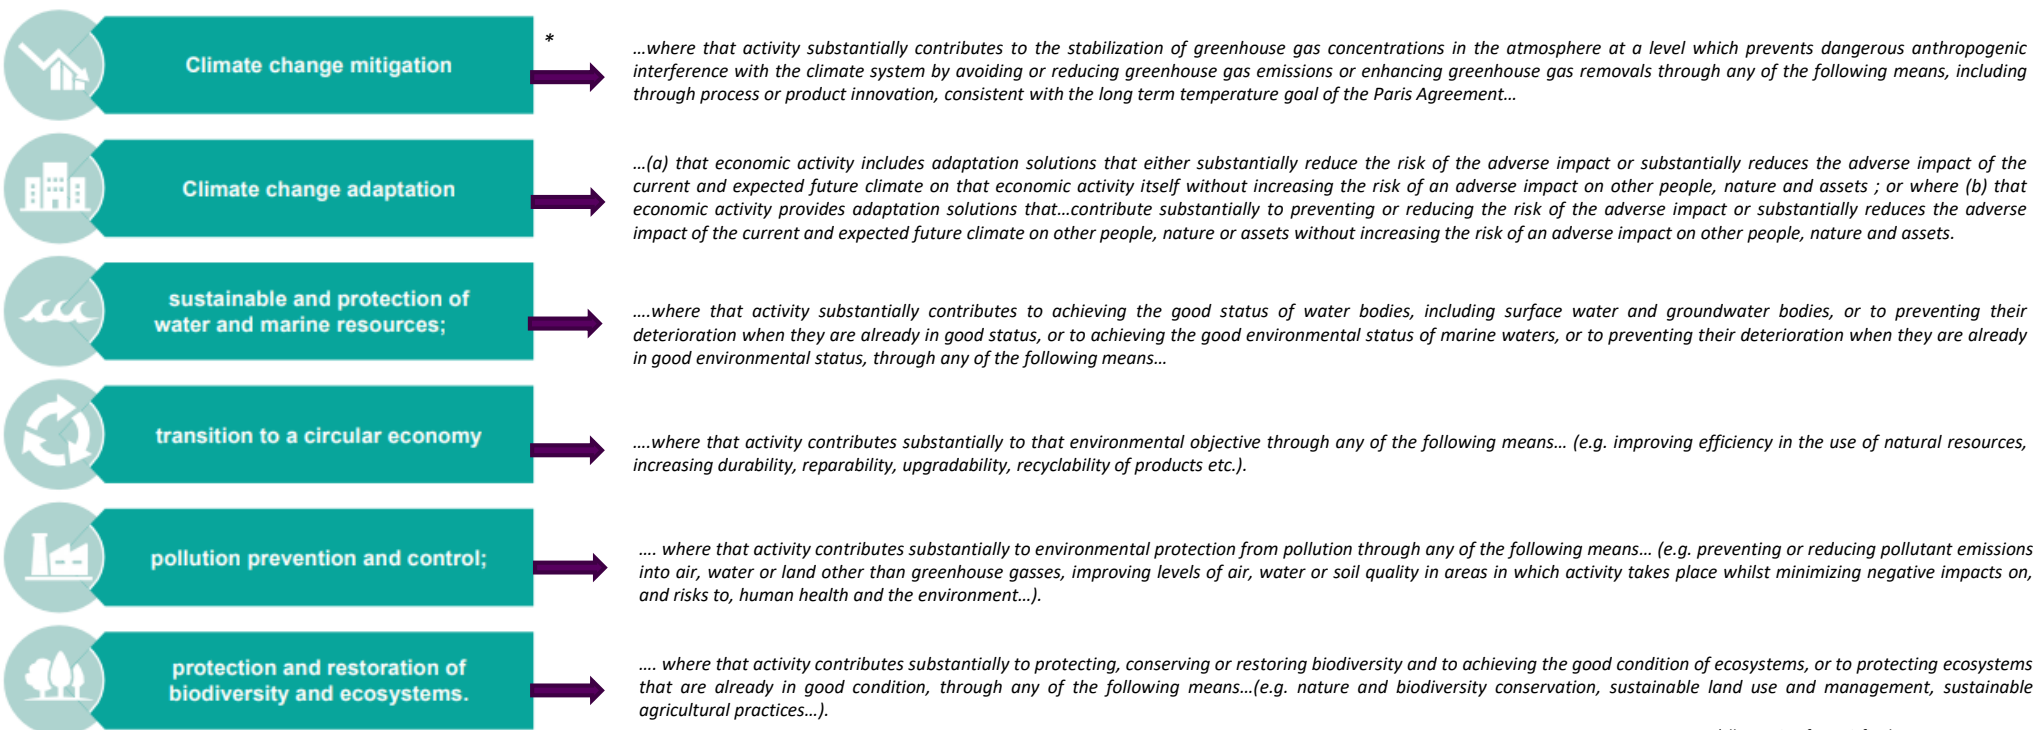 Climate change mitigation
*
…where that activity substantially contributes to the stabilization of greenhouse gas concentrations in the atmosphere at a level which prevents dangerous anthropogenic
interference with the climate system by avoiding or reducing greenhouse gas emissions or enhancing greenhouse gas removals through any of the following means, including
through process or product innovation, consistent with the long term temperature goal of the Paris Agreement…
Climate change adaptation
…(a) that economic activity includes adaptation solutions that either substantially reduce the risk of the adverse impact or substantially reduces the adverse impact of the
current and expected future climate on that economic activity itself without increasing the risk of an adverse impact on other people, nature and assets ; or where (b) that
economic activity provides adaptation solutions that…contribute substantially to preventing or reducing the risk of the adverse impact or substantially reduces the adverse
impact of the current and expected future climate on other people, nature or assets without increasing the risk of an adverse impact on other people, nature and assets.
sustainable and protection of
water and marine resources;
….where that activity substantially contributes to achieving the good status of water bodies, including surface water and groundwater bodies, or to preventing their
deterioration when they are already in good status, or to achieving the good environmental status of marine waters, or to preventing their deterioration when they are already
in good environmental status, through any of the following means…
transition to a circular economy
….where that activity contributes substantially to that environmental objective through any of the following means… (e.g. improving efficiency in the use of natural resources,
increasing durability, reparability, upgradability, recyclability of products etc.).
pollution prevention and control;
…. where that activity contributes substantially to environmental protection from pollution through any of the following means… (e.g. preventing or reducing pollutant emissions
into air, water or land other than greenhouse gasses, improving levels of air, water or soil quality in areas in which activity takes place whilst minimizing negative impacts on,
and risks to, human health and the environment…).
protection and restoration of
biodiversity and ecosystems.
…. where that activity contributes substantially to protecting, conserving or restoring biodiversity and to achieving the good condition of ecosystems, or to protecting ecosystems
that are already in good condition, through any of the following means…(e.g. nature and biodiversity conservation, sustainable land use and management, sustainable
agricultural practices…).